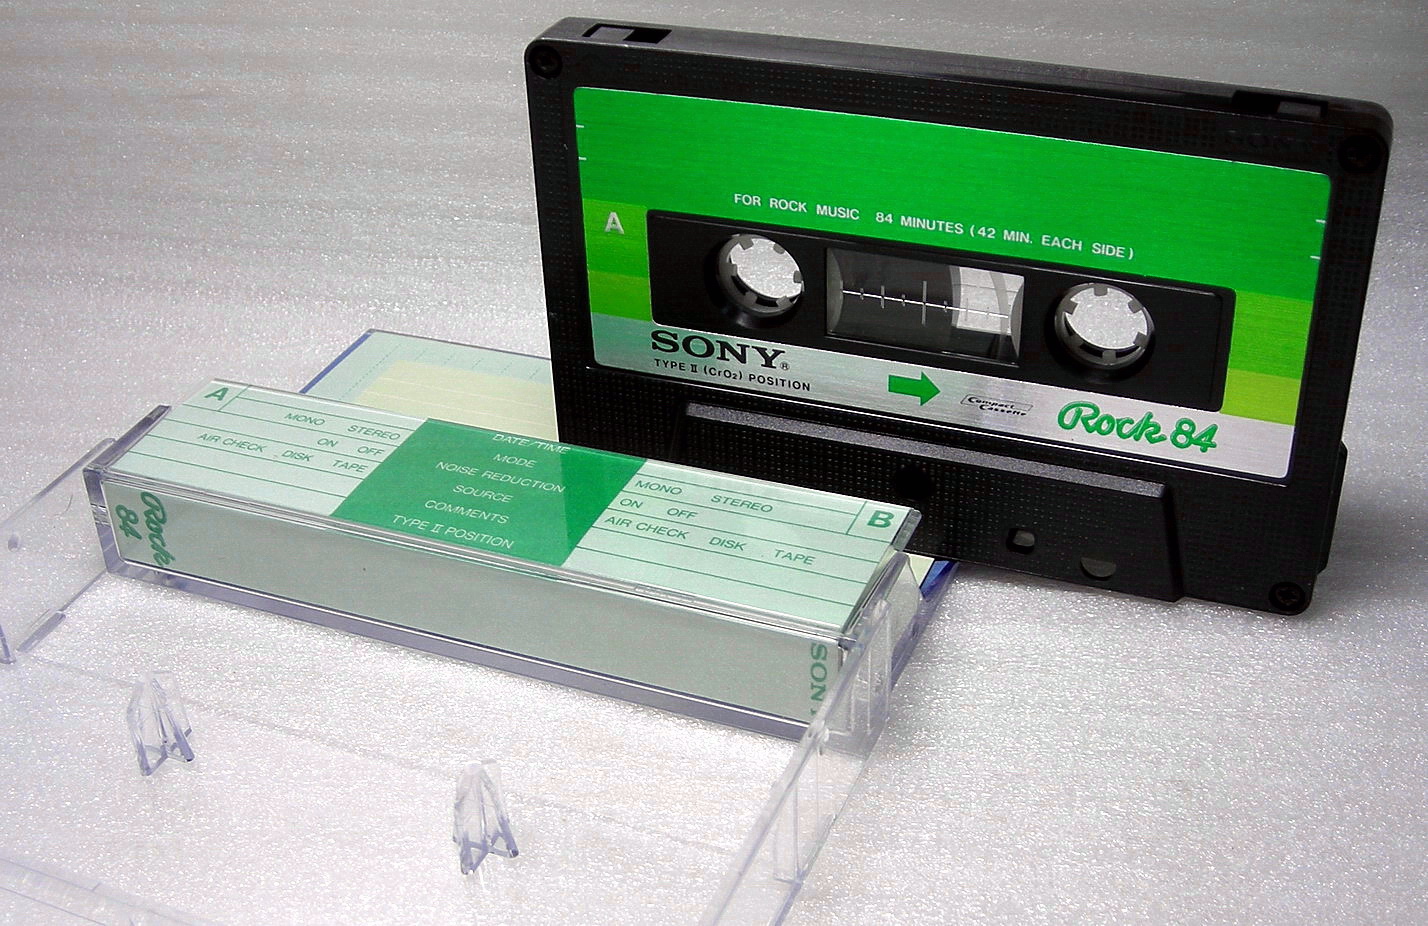 FOR ROCK MUSIC 84 MINUTES (42 MIN. EACH SIDE)
A
SONY®
TYPE II (CrO₂) POSITION
Compact Cassette
Rock 84
SONY
A
MONO STEREO
ON OFF
AIR CHECK . DISK TAPE
DATE/TIME
MODE
NOISE REDUCTION
SOURCE
COMMENTS
TYPE II POSITION
B
MONO STEREO
ON OFF
AIR CHECK DISK . TAPE
Rock
84
SONY